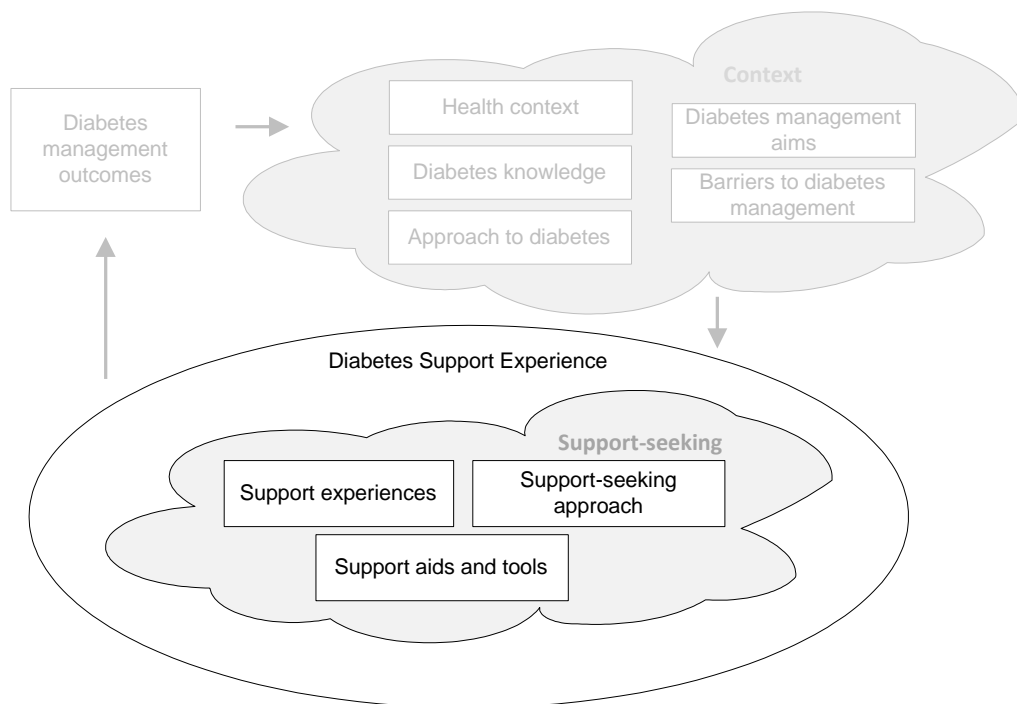 Context
Diabetes
management
outcomes
Health context
Diabetes knowledge
Approach to diabetes
Diabetes management
aims
Barriers to diabetes
management
Diabetes Support Experience
Support-seeking
Support experiences
Support-seeking
approach
Support aids and tools